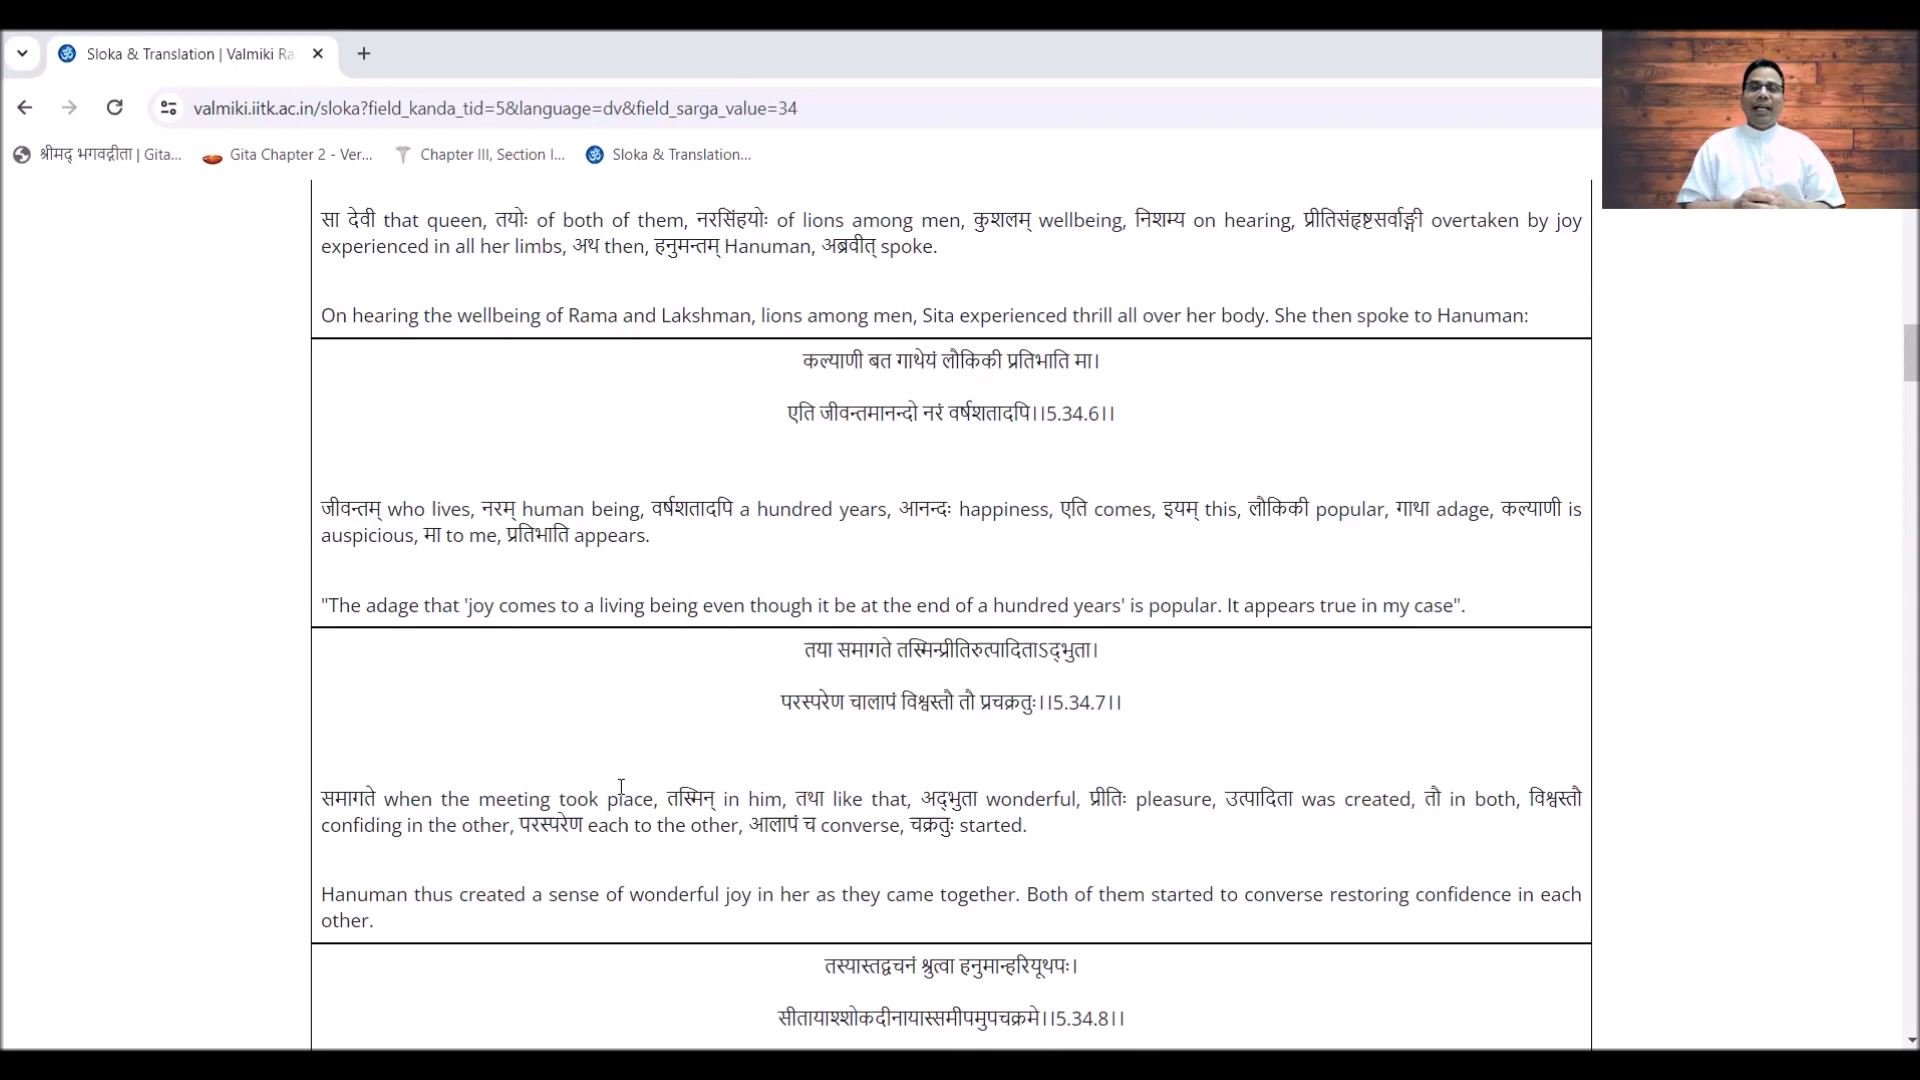 Sloka & Translation | Valmiki Ra
valmiki.iitk.ac.in/sloka?field_kanda_tid=5&language=dv&field_sarga_value=34
श्रीमद् भगवद्गीता | Gita...
Gita Chapter 2 - Ver...
Chapter III, Section I...
Sloka & Translation...
सा देवी that queen, तयोः of both of them, नरसिंहयोः of lions among men, कुशलम् wellbeing, निशम्य on hearing, प्रीतिसंहृष्टसर्वाङ्गी overtaken by joy
experienced in all her limbs, अथ then, हनुमन्तम् Hanuman, अब्रवीत् spoke.
On hearing the wellbeing of Rama and Lakshman, lions among men, Sita experienced thrill all over her body. She then spoke to Hanuman:
कल्याणी बत गाथेयं लौकिकी प्रतिभाति मा।
एति जीवन्तमानन्दो नरं वर्षशतादपि।।5.34.6।।
जीवन्तम् who lives, नरम् human being, वर्षशतादपि a hundred years, आनन्दः happiness, एति comes, इयम् this, लौकिकी popular, गाथा adage, कल्याणी is
auspicious, मा to me, प्रतिभाति appears.
"The adage that 'joy comes to a living being even though it be at the end of a hundred years' is popular. It appears true in my case".
तया समागते तस्मिन्प्रीतिरुत्पादिताऽद्भुता।
परस्परेण चालापं विश्वस्तौ तौ प्रचक्रतुः।।5.34.7।।
समागते when the meeting took place, तस्मिन् in him, तथा like that, अद्भुता wonderful, प्रीतिः pleasure, उत्पादिता was created, तौ in both, विश्वस्तौ
confiding in the other, परस्परेण each to the other, आलापं च converse, चक्रतुः started.
Hanuman thus created a sense of wonderful joy in her as they came together. Both of them started to converse restoring confidence in each
other.
तस्यास्तद्वचनं श्रुत्वा हनुमान्हरियूथपः।
सीतायाश्शोकदीनायास्समीपमुपचक्रमे।।5.34.8।।